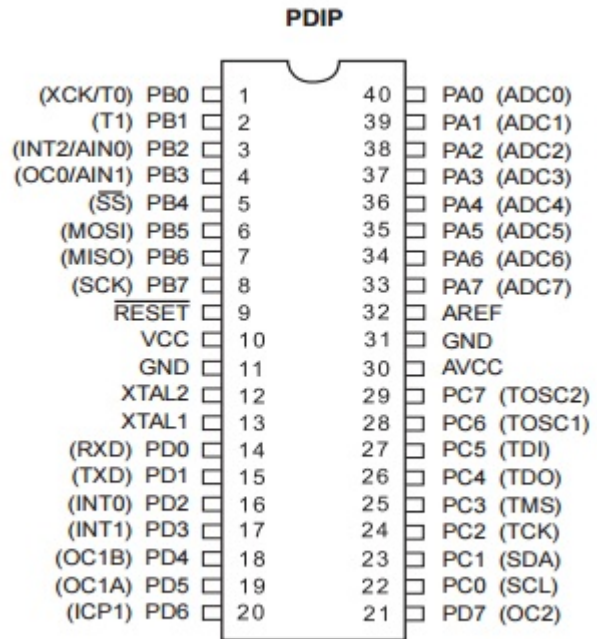 PDIP
(XCK/T0) PB0 1 40 PA0 (ADC0)
(T1) PB1 2 39 PA1 (ADC1)
(INT2/AIN0) PB2 3 38 PA2 (ADC2)
(OC0/AIN1) PB3 4 37 PA3 (ADC3)
(SS) PB4 5 36 PA4 (ADC4)
(MOSI) PB5 6 35 PA5 (ADC5)
(MISO) PB6 7 34 PA6 (ADC6)
(SCK) PB7 8 33 PA7 (ADC7)
RESET 9 32 AREF
VCC 10 31 GND
GND 11 30 AVCC
XTAL2 12 29 PC7 (TOSC2)
XTAL1 13 28 PC6 (TOSC1)
(RXD) PD0 14 27 PC5 (TDI)
(TXD) PD1 15 26 PC4 (TDO)
(INT0) PD2 16 25 PC3 (TMS)
(INT1) PD3 17 24 PC2 (TCK)
(OC1B) PD4 18 23 PC1 (SDA)
(OC1A) PD5 19 22 PC0 (SCL)
(ICP1) PD6 20 21 PD7 (OC2)